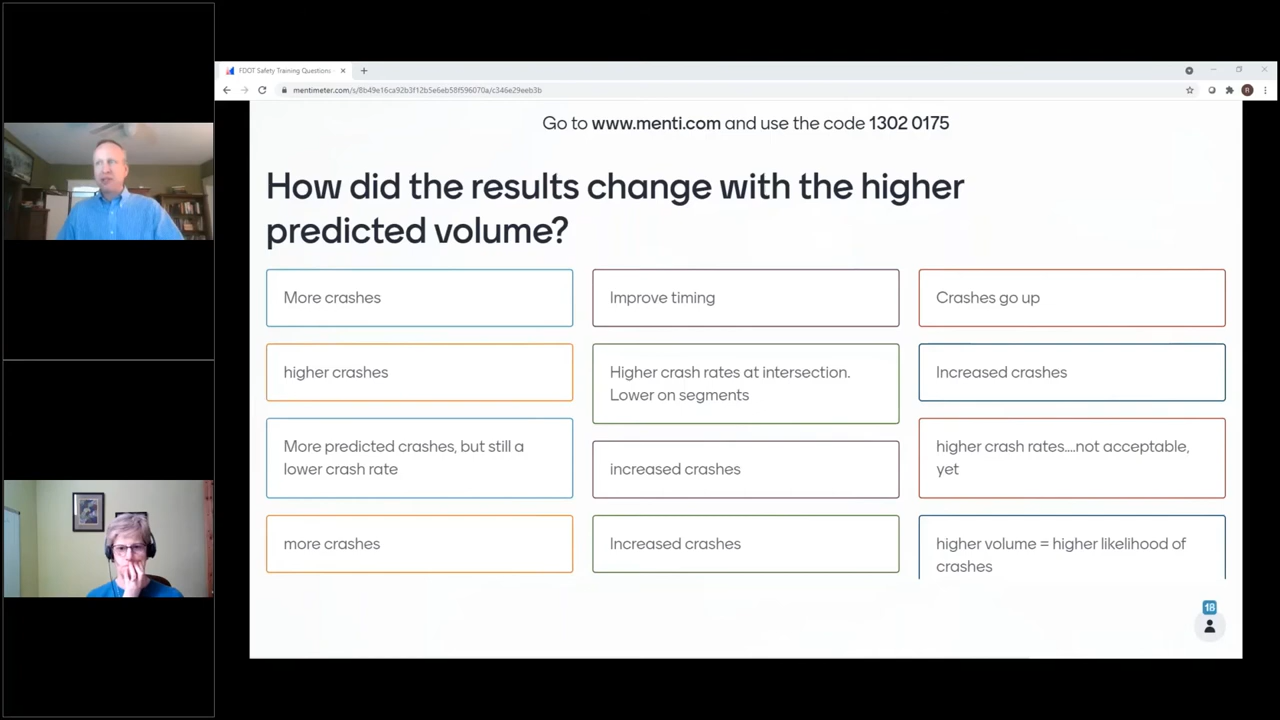 FDOT Safety Training Questions
mentimeter.com/s/8b49e16ca92b3f12b5e6eb58f596070a/c346e29eeb3b
R
Go to www.menti.com and use the code 1302 0175
How did the results change with the higher
predicted volume?
More crashes
Improve timing
Crashes go up
higher crashes
Higher crash rates at intersection.
Lower on segments
Increased crashes
More predicted crashes, but still a
lower crash rate
increased crashes
higher crash rates....not acceptable,
yet
more crashes
Increased crashes
higher volume = higher likelihood of
crashes
18